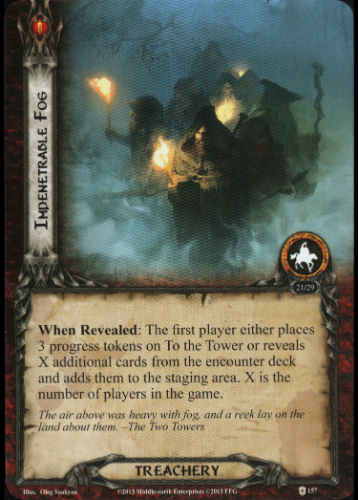 IMPENETRABLE FOG
21/29
When Revealed: The first player either places
3 progress tokens on To the Tower or reveals
X additional cards from the encounter deck
and adds them to the staging area. X is the
number of players in the game.
The air above was heavy with fog, and a reek lay on
the land about them. –The Two Towers
TREACHERY
Illus. Oleg Saakyan
©2013 Middle-earth Enterprises ©2013 FFG
157